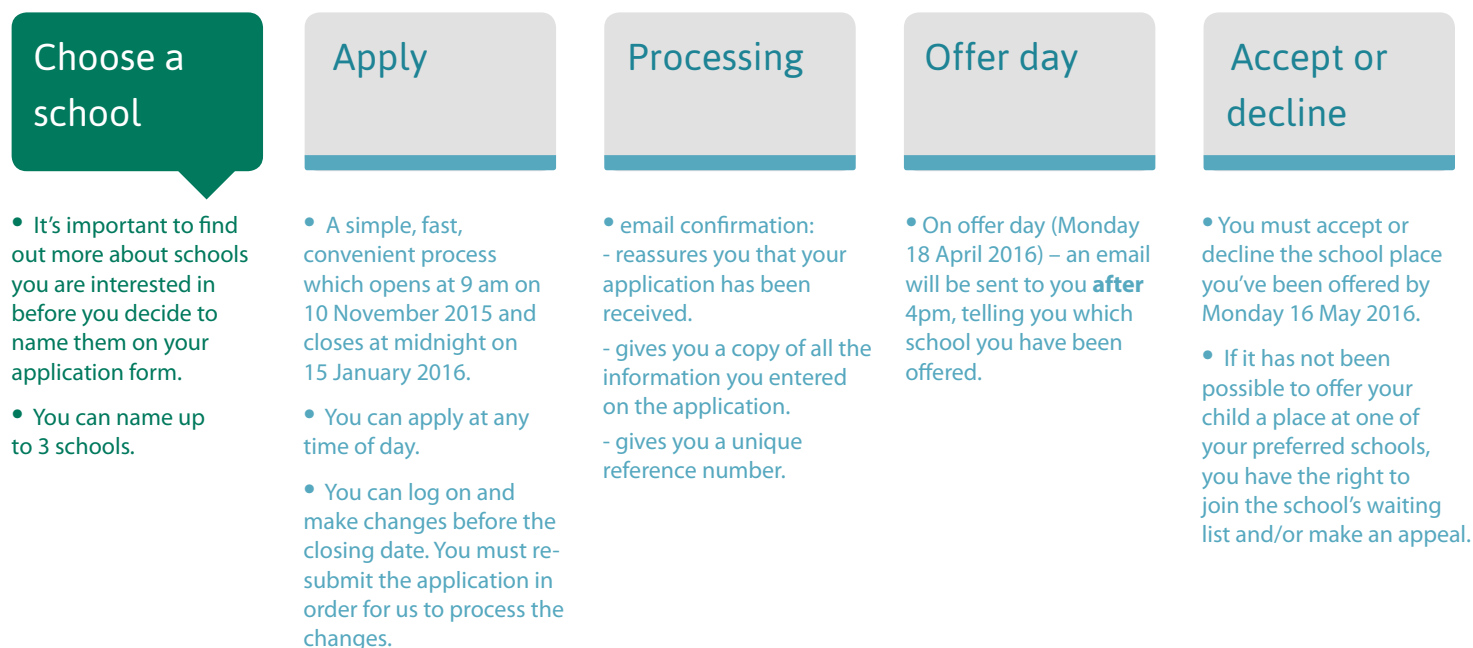 Choose a
school
• It's important to find
out more about schools
you are interested in
before you decide to
name them on your
application form.
• You can name up
to 3 schools.
Apply
• A simple, fast,
convenient process
which opens at 9 am on
10 November 2015 and
closes at midnight on
15 January 2016.
• You can apply at any
time of day.
• You can log on and
make changes before the
closing date. You must re-
submit the application in
order for us to process the
changes.
Processing
• email confirmation:
- reassures you that your
application has been
received.
- gives you a copy of all the
information you entered
on the application.
- gives you a unique
reference number.
Offer day
• On offer day (Monday
18 April 2016) – an email
will be sent to you after
4pm, telling you which
school you have been
offered.
Accept or
decline
• You must accept or
decline the school place
you've been offered by
Monday 16 May 2016.
• If it has not been
possible to offer your
child a place at one of
your preferred schools,
you have the right to
join the school's waiting
list and/or make an appeal.